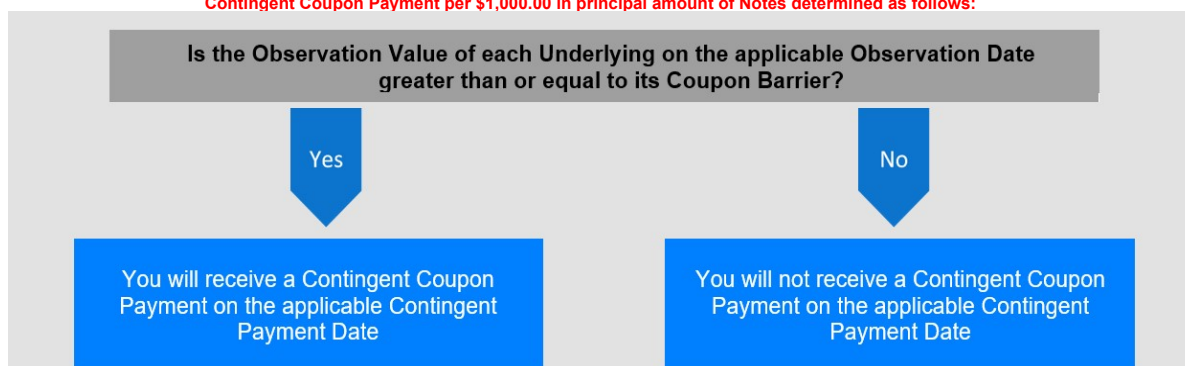 Contingent Coupon Payment per $1,000.00 in principal amount of Notes determined as follows:
Is the Observation Value of each Underlying on the applicable Observation Date
greater than or equal to its Coupon Barrier?
Yes
No
You will receive a Contingent Coupon
Payment on the applicable Contingent
Payment Date
You will not receive a Contingent Coupon
Payment on the applicable Contingent
Payment Date